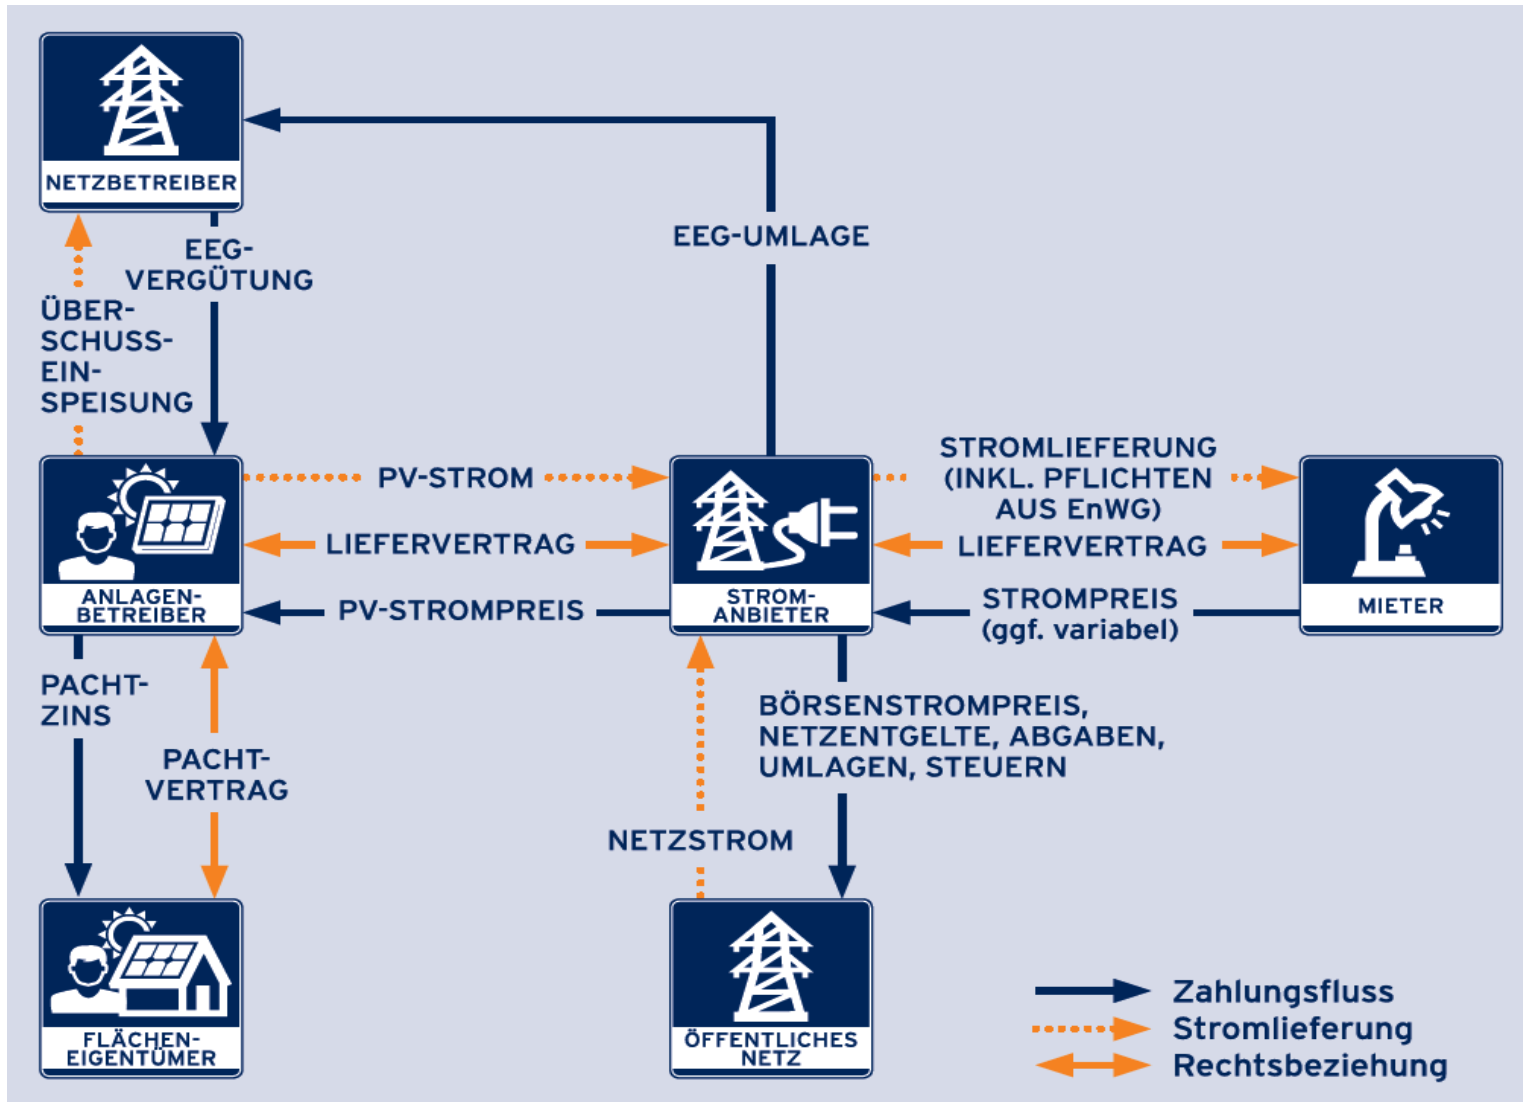 NETZBETREIBER
EEG-
VERGÜTUNG
EEG-UMLAGE
ÜBER-
SCHUSS-
EIN-
SPEISUNG
PV-STROM
STROMLIEFERUNG
(INKL. PFLICHTEN
AUS EnWG)
LIEFERVERTRAG
LIEFERVERTRAG
ANLAGEN-
BETREIBER
PV-STROMPREIS
STROM-
ANBIETER
STROMPREIS
(ggf. variabel)
MIETER
PACHT-
ZINS
PACHT-
VERTRAG
BÖRSENSTROMPREIS,
NETZENTGELTE, ABGABEN,
UMLAGEN, STEUERN
NETZSTROM
FLÄCHEN-
EIGENTÜMER
ÖFFENTLICHES
NETZ
Zahlungsfluss
Stromlieferung
Rechtsbeziehung